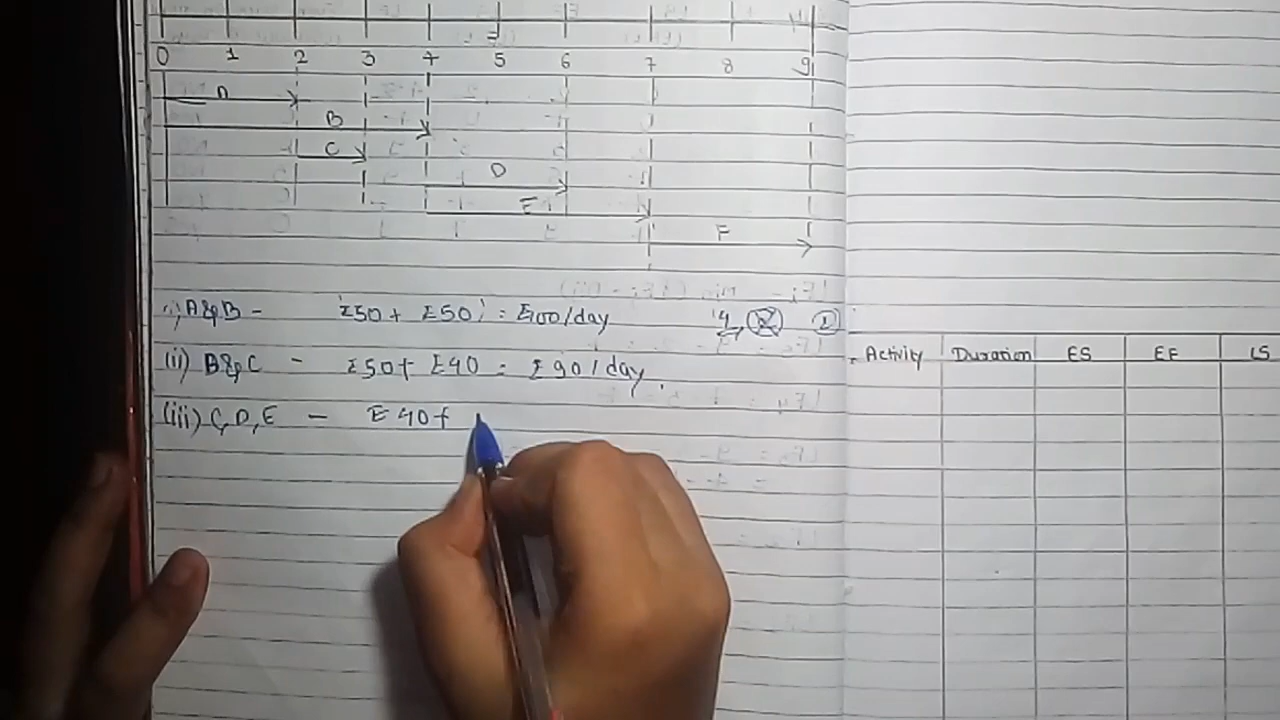 0 1 2 3 4 5 6 7 8 9
A
B
C
D
E
F
(i) A&B - £50 + £50 = £100/day
(ii) B&C - £50 + £40 = £90/day.
(iii) C, D, E - £40 +
Activity Duration ES EF LS